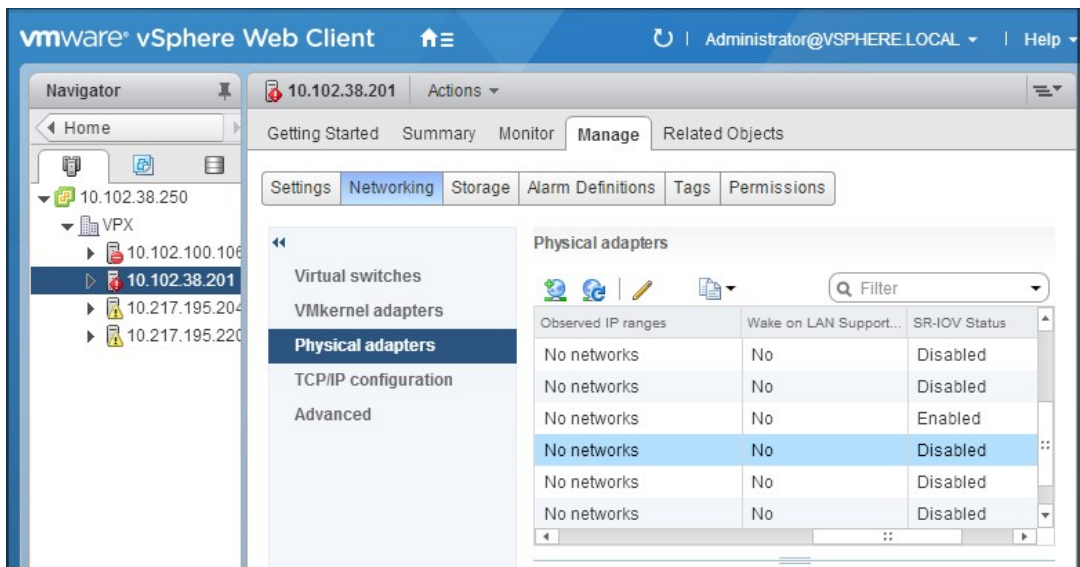 vmware® vSphere Web Client
Administrator@VSPHERE.LOCAL
Help
Navigator
Home
10.102.38.250
VPX
10.102.100.106
10.102.38.201
10.217.195.204
10.217.195.220
10.102.38.201 Actions
Getting Started Summary Monitor Manage Related Objects
Settings Networking Storage Alarm Definitions Tags Permissions
Virtual switches
VMkernel adapters
Physical adapters
TCP/IP configuration
Advanced
Physical adapters
Filter
Observed IP ranges Wake on LAN Support... SR-IOV Status
No networks No Disabled
No networks No Disabled
No networks No Enabled
No networks No Disabled
No networks No Disabled
No networks No Disabled